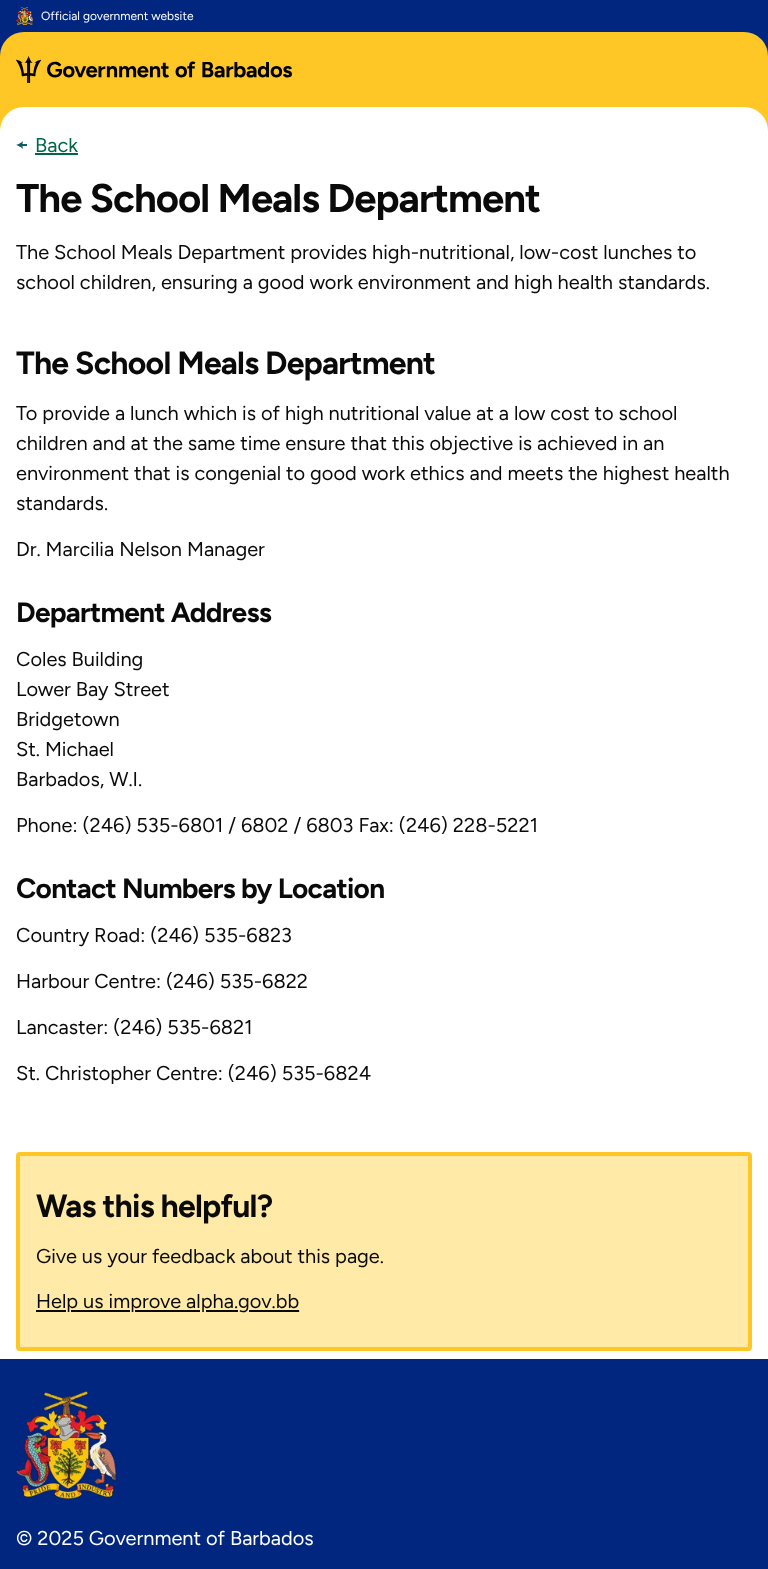 Official government website
Government of Barbados
Back
The School Meals Department
The School Meals Department provides high-nutritional, low-cost lunches to
school children, ensuring a good work environment and high health standards.
The School Meals Department
To provide a lunch which is of high nutritional value at a low cost to school
children and at the same time ensure that this objective is achieved in an
environment that is congenial to good work ethics and meets the highest health
standards.
Dr. Marcilia Nelson Manager
Department Address
Coles Building
Lower Bay Street
Bridgetown
St. Michael
Barbados, W.I.
Phone: (246) 535-6801 / 6802 / 6803 Fax: (246) 228-5221
Contact Numbers by Location
Country Road: (246) 535-6823
Harbour Centre: (246) 535-6822
Lancaster: (246) 535-6821
St. Christopher Centre: (246) 535-6824
Was this helpful?
Give us your feedback about this page.
Help us improve alpha.gov.bb
PRIDE AND INDUSTRY
© 2025 Government of Barbados